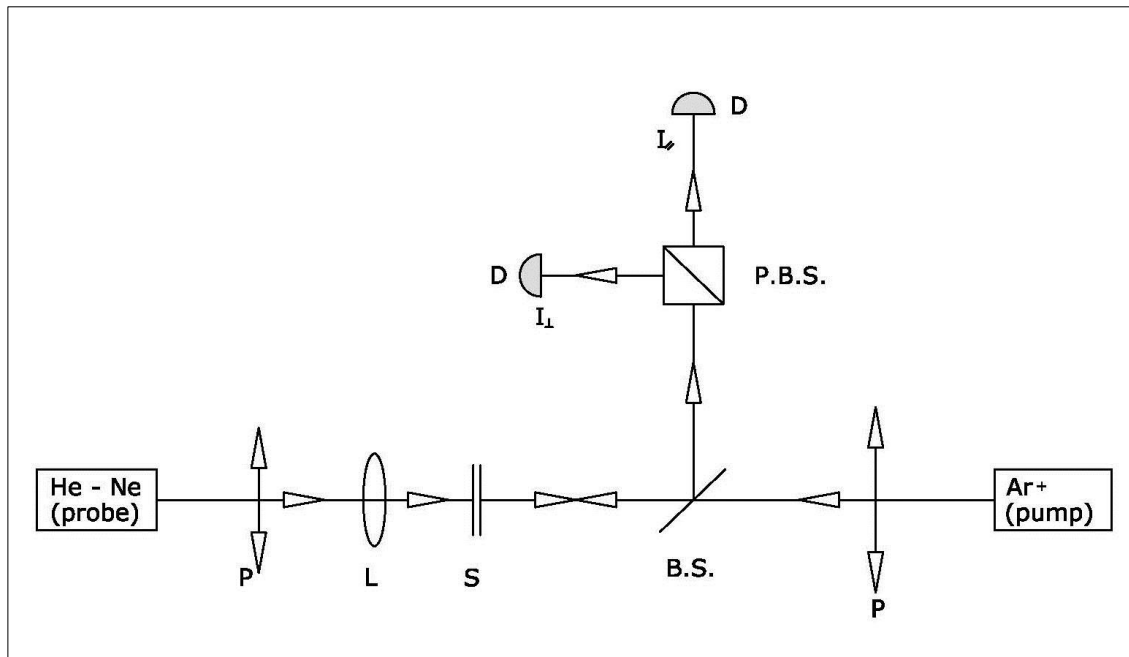 D
I∥
D
P.B.S.
I⊥
He - Ne
(probe)
Ar+
(pump)
P
L
S
B.S.
P